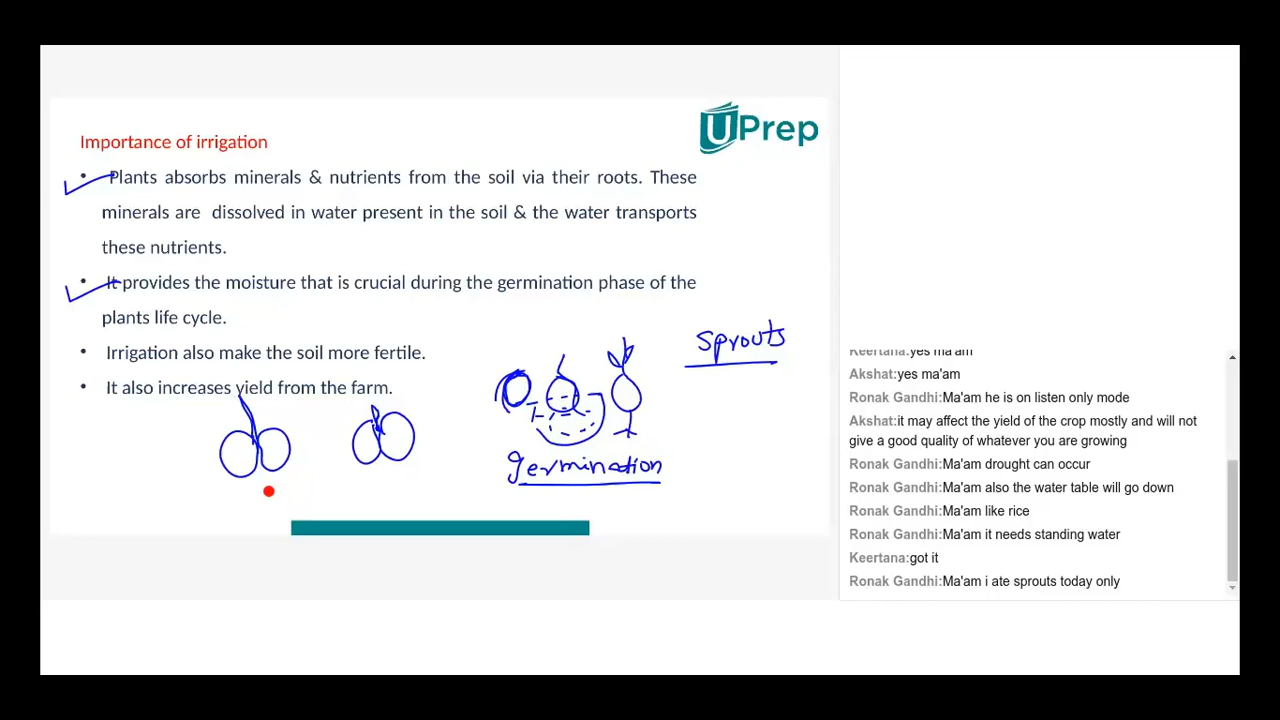 UPrep
Importance of irrigation
• Plants absorbs minerals & nutrients from the soil via their roots. These
minerals are dissolved in water present in the soil & the water transports
these nutrients.
• It provides the moisture that is crucial during the germination phase of the
plants life cycle.
• Irrigation also make the soil more fertile.
• It also increases yield from the farm.
Sprouts
germination
Keertana:yes ma'am
Akshat:yes ma'am
Ronak Gandhi:Ma'am he is on listen only mode
Akshat:it may affect the yield of the crop mostly and will not
give a good quality of whatever you are growing
Ronak Gandhi:Ma'am drought can occur
Ronak Gandhi:Ma'am also the water table will go down
Ronak Gandhi:Ma'am like rice
Ronak Gandhi:Ma'am it needs standing water
Keertana:got it
Ronak Gandhi:Ma'am i ate sprouts today only